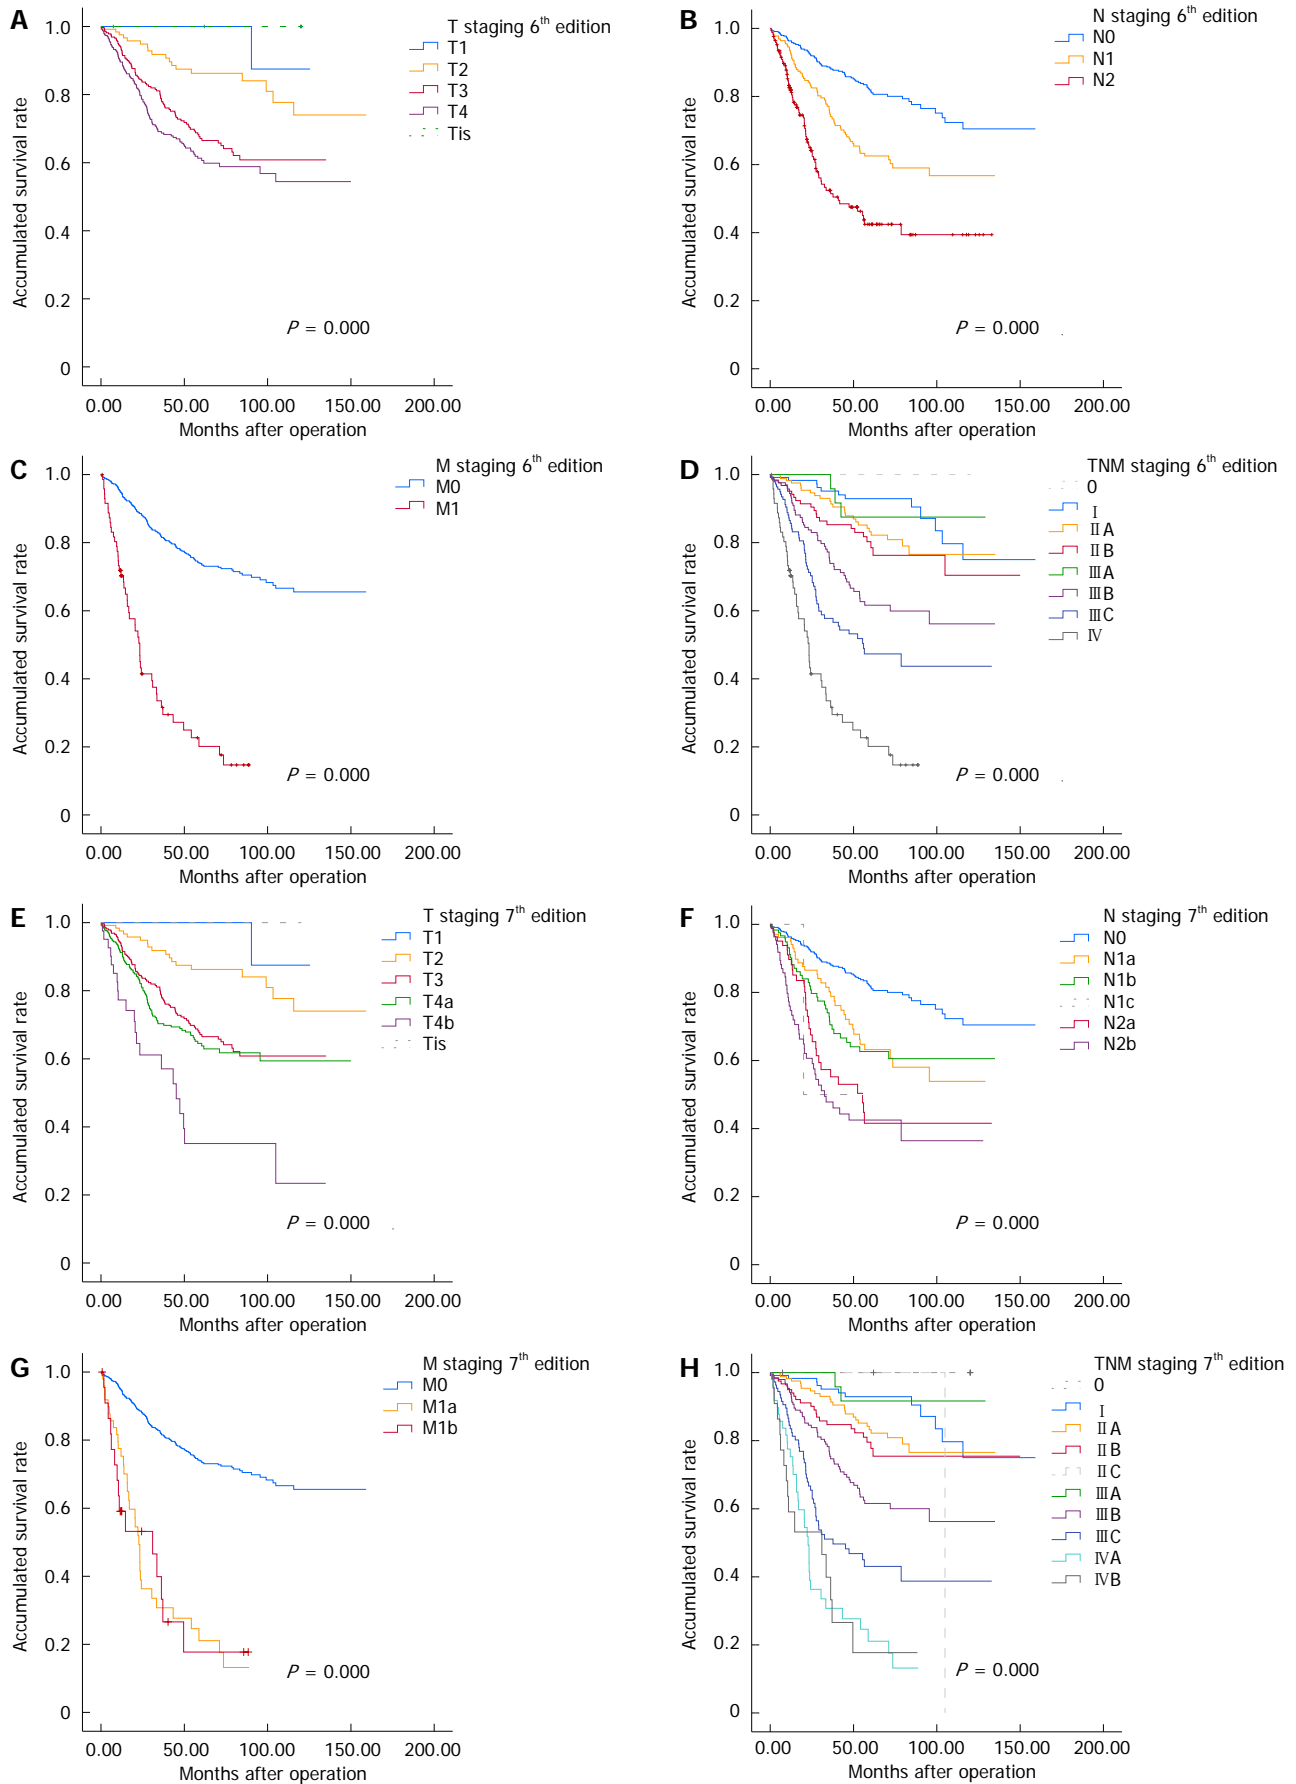 A
T staging 6th edition
T1
T2
T3
T4
Tis
Accumulated survival rate
1.0
0.8
0.6
0.4
0.2
0
P = 0.000
0.00 50.00 100.00 150.00 200.00
Months after operation
B
N staging 6th edition
N0
N1
N2
Accumulated survival rate
1.0
0.8
0.6
0.4
0.2
0
P = 0.000
0.00 50.00 100.00 150.00 200.00
Months after operation
C
M staging 6th edition
M0
M1
Accumulated survival rate
1.0
0.8
0.6
0.4
0.2
0
P = 0.000
0.00 50.00 100.00 150.00 200.00
Months after operation
D
TNM staging 6th edition
0
Ⅰ
ⅡA
ⅡB
ⅢA
ⅢB
ⅢC
Ⅳ
Accumulated survival rate
1.0
0.8
0.6
0.4
0.2
0
P = 0.000
0.00 50.00 100.00 150.00 200.00
Months after operation
E
T staging 7th edition
T1
T2
T3
T4a
T4b
Tis
Accumulated survival rate
1.0
0.8
0.6
0.4
0.2
0
P = 0.000
0.00 50.00 100.00 150.00 200.00
Months after operation
F
N staging 7th edition
N0
N1a
N1b
N1c
N2a
N2b
Accumulated survival rate
1.0
0.8
0.6
0.4
0.2
0
P = 0.000
0.00 50.00 100.00 150.00 200.00
Months after operation
G
M staging 7th edition
M0
M1a
M1b
Accumulated survival rate
1.0
0.8
0.6
0.4
0.2
0
P = 0.000
0.00 50.00 100.00 150.00 200.00
Months after operation
H
TNM staging 7th edition
0
Ⅰ
ⅡA
ⅡB
ⅡC
ⅢA
ⅢB
ⅢC
ⅣA
ⅣB
Accumulated survival rate
1.0
0.8
0.6
0.4
0.2
0
P = 0.000
0.00 50.00 100.00 150.00 200.00
Months after operation